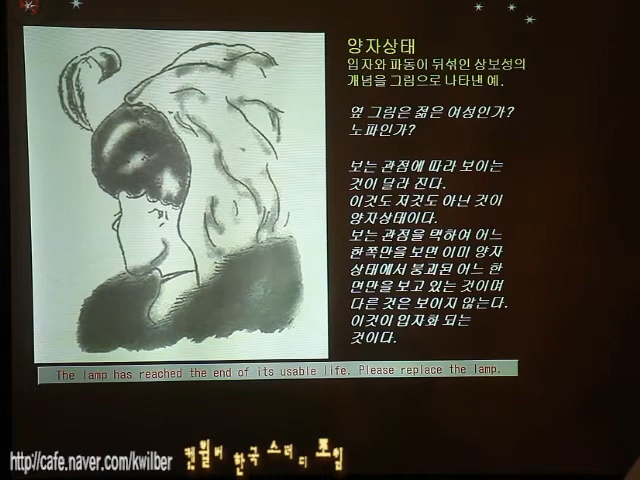 양자상태
입자와 파동이 뒤섞인 상보성의
개념을 그림으로 나타낸 예.
옆 그림은 젊은 여성인가?
노파인가?
보는 관점에 따라 보이는
것이 달라 진다.
이것도 저것도 아닌 것이
양자상태이다.
보는 관점을 택하여 어느
한쪽만을 보면 이미 양자
상태에서 붕괴된 어느 한
면만을 보고 있는 것이며
다른 것은 보이지 않는다.
이것이 입자화 되는
것이다.
The lamp has reached the end of its usable life. Please replace the lamp.
http://cafe.naver.com/kwilber 켄윌버 한국 스터디 모임